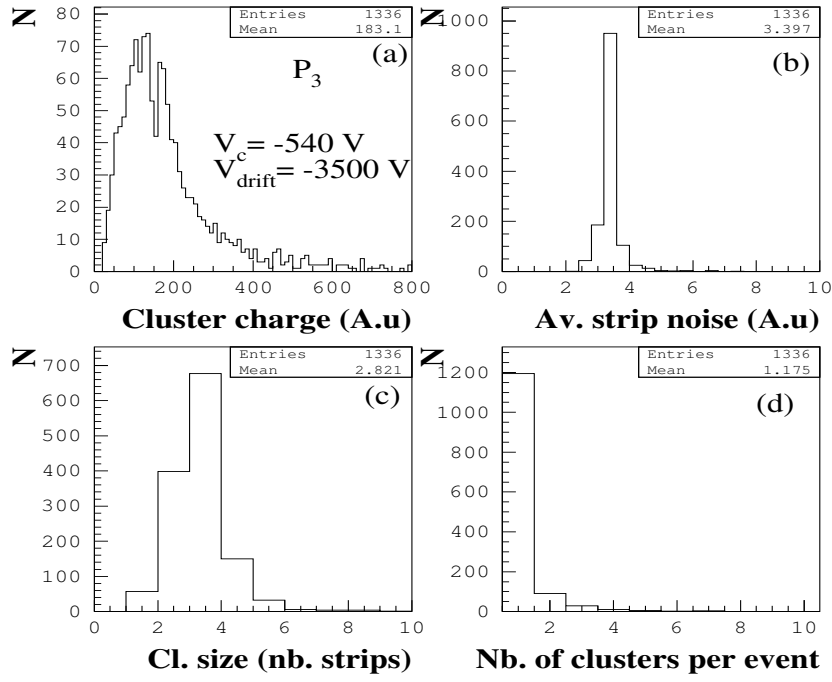 Entries 1336
Mean 183.1
(a)
P3
Vc= -540 V
Vdrift= -3500 V
N
80
70
60
50
40
30
20
10
0
0 200 400 600 800
Cluster charge (A.u)
Entries 1336
Mean 3.397
(b)
N
1000
800
600
400
200
0
0 2 4 6 8 10
Av. strip noise (A.u)
Entries 1336
Mean 2.821
(c)
N
700
600
500
400
300
200
100
0
0 2 4 6 8 10
Cl. size (nb. strips)
Entries 1336
Mean 1.175
(d)
N
1200
1000
800
600
400
200
0
2 4 6 8 10
Nb. of clusters per event